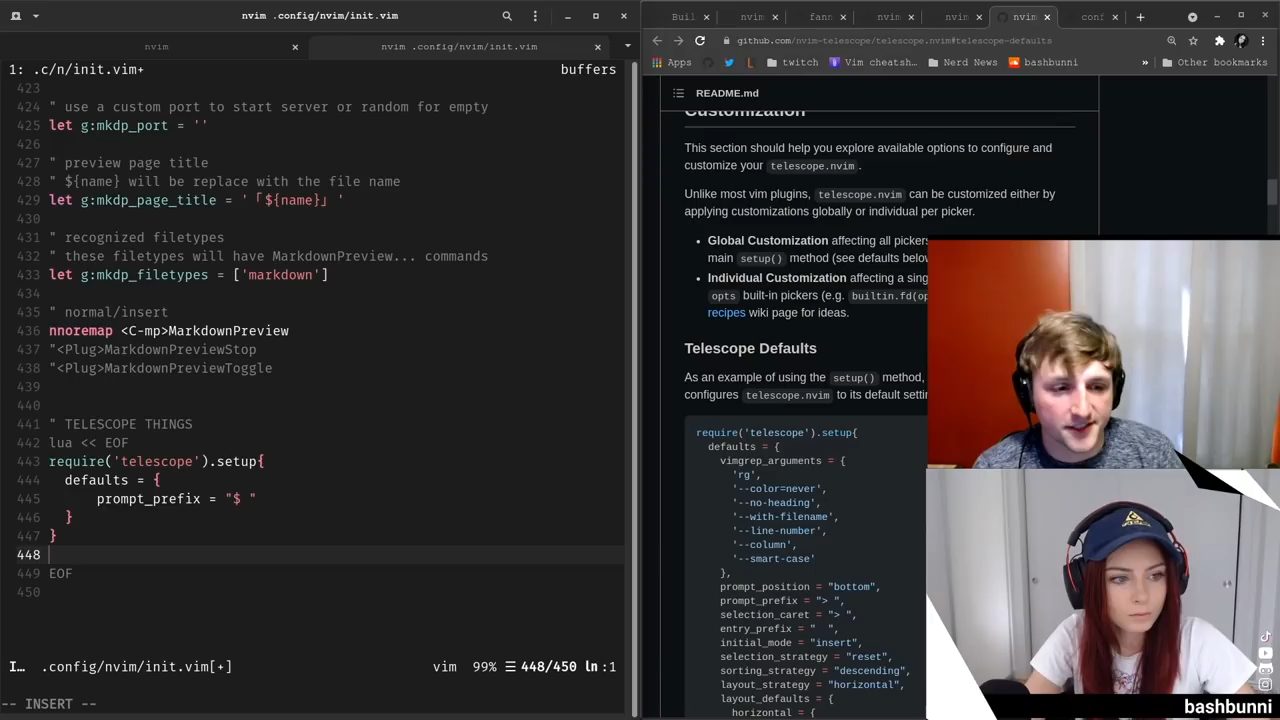 nvim .config/nvim/init.vim
nvim
nvim .config/nvim/init.vim
1: .c/n/init.vim+
buffers
423
424 " use a custom port to start server or random for empty
425 let g:mkdp_port = ''
426
427 " preview page title
428 " ${name} will be replace with the file name
429 let g:mkdp_page_title = '「${name}」'
430
431 " recognized filetypes
432 " these filetypes will have MarkdownPreview... commands
433 let g:mkdp_filetypes = ['markdown']
434
435 " normal/insert
436 nnoremap <C-mp>MarkdownPreview
437 "<Plug>MarkdownPreviewStop
438 "<Plug>MarkdownPreviewToggle
439
440
441 " TELESCOPE THINGS
442 lua << EOF
443 require('telescope').setup{
444 defaults = {
445 prompt_prefix = "$ "
446 }
447 }
448
449 EOF
450
I... .config/nvim/init.vim[+] vim 99% ☰ 448/450 ln :1
-- INSERT --
Buil
nvim
fann
nvim
nvim
nvim
conf
github.com/nvim-telescope/telescope.nvim#telescope-defaults
Apps
twitch
Vim cheatsh...
Nerd News
bashbunni
»
Other bookmarks
README.md
Customization
This section should help you explore available options to configure and
customize your telescope.nvim.
Unlike most vim plugins, telescope.nvim can be customized either by
applying customizations globally or individual per picker.
• Global Customization affecting all pickers
main setup() method (see defaults below
• Individual Customization affecting a sing
opts built-in pickers (e.g. builtin.fd(op
recipes wiki page for ideas.
Telescope Defaults
As an example of using the setup() method,
configures telescope.nvim to its default settin
require('telescope').setup{
defaults = {
vimgrep_arguments = {
'rg',
'--color=never',
'--no-heading',
'--with-filename',
'--line-number',
'--column',
'--smart-case'
},
prompt_position = "bottom",
prompt_prefix = "> ",
selection_caret = "> ",
entry_prefix = "  ",
initial_mode = "insert",
selection_strategy = "reset",
sorting_strategy = "descending",
layout_strategy = "horizontal",
layout_defaults = {
horizontal = {
bashbunni